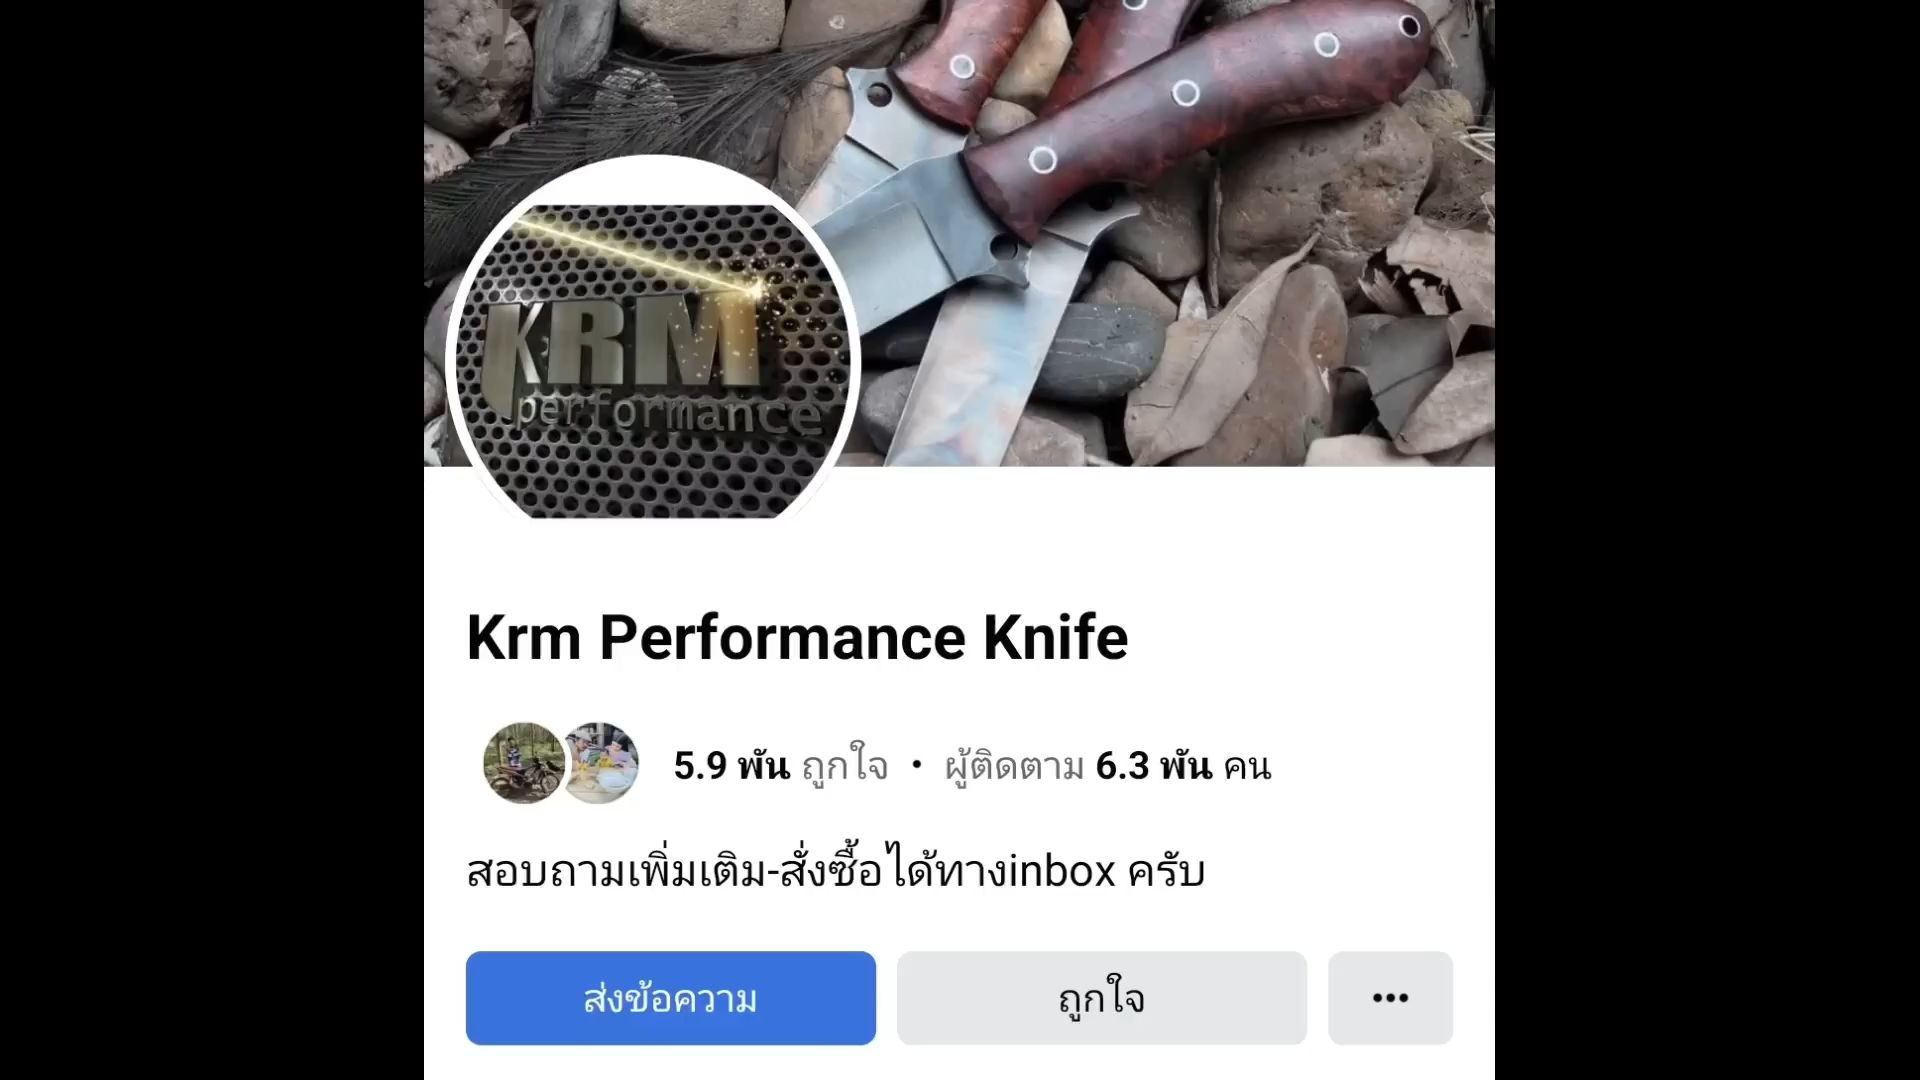 KRM
performance
Krm Performance Knife
5.9 พัน ถูกใจ • ผู้ติดตาม 6.3 พัน คน
สอบถามเพิ่มเติม-สั่งซื้อได้ทางinbox ครับ
ส่งข้อความ
ถูกใจ